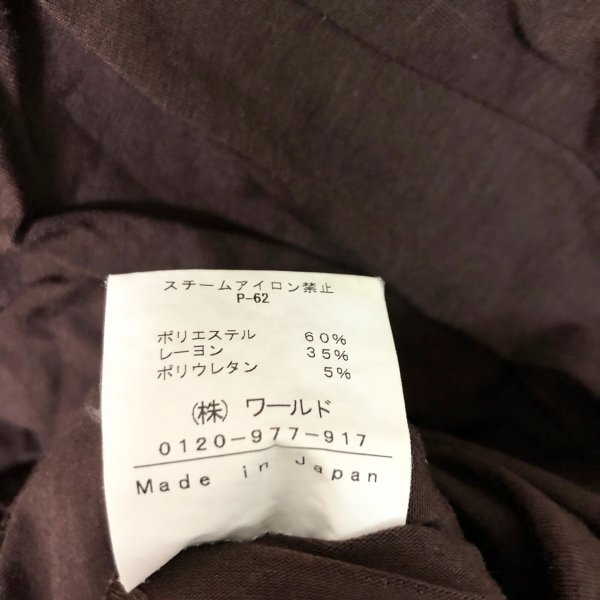 スチームアイロン禁止
P-62
ポリエステル 60%
レーヨン 35%
ポリウレタン 5%
(株) ワールド
0120-977-917
Made in Japan